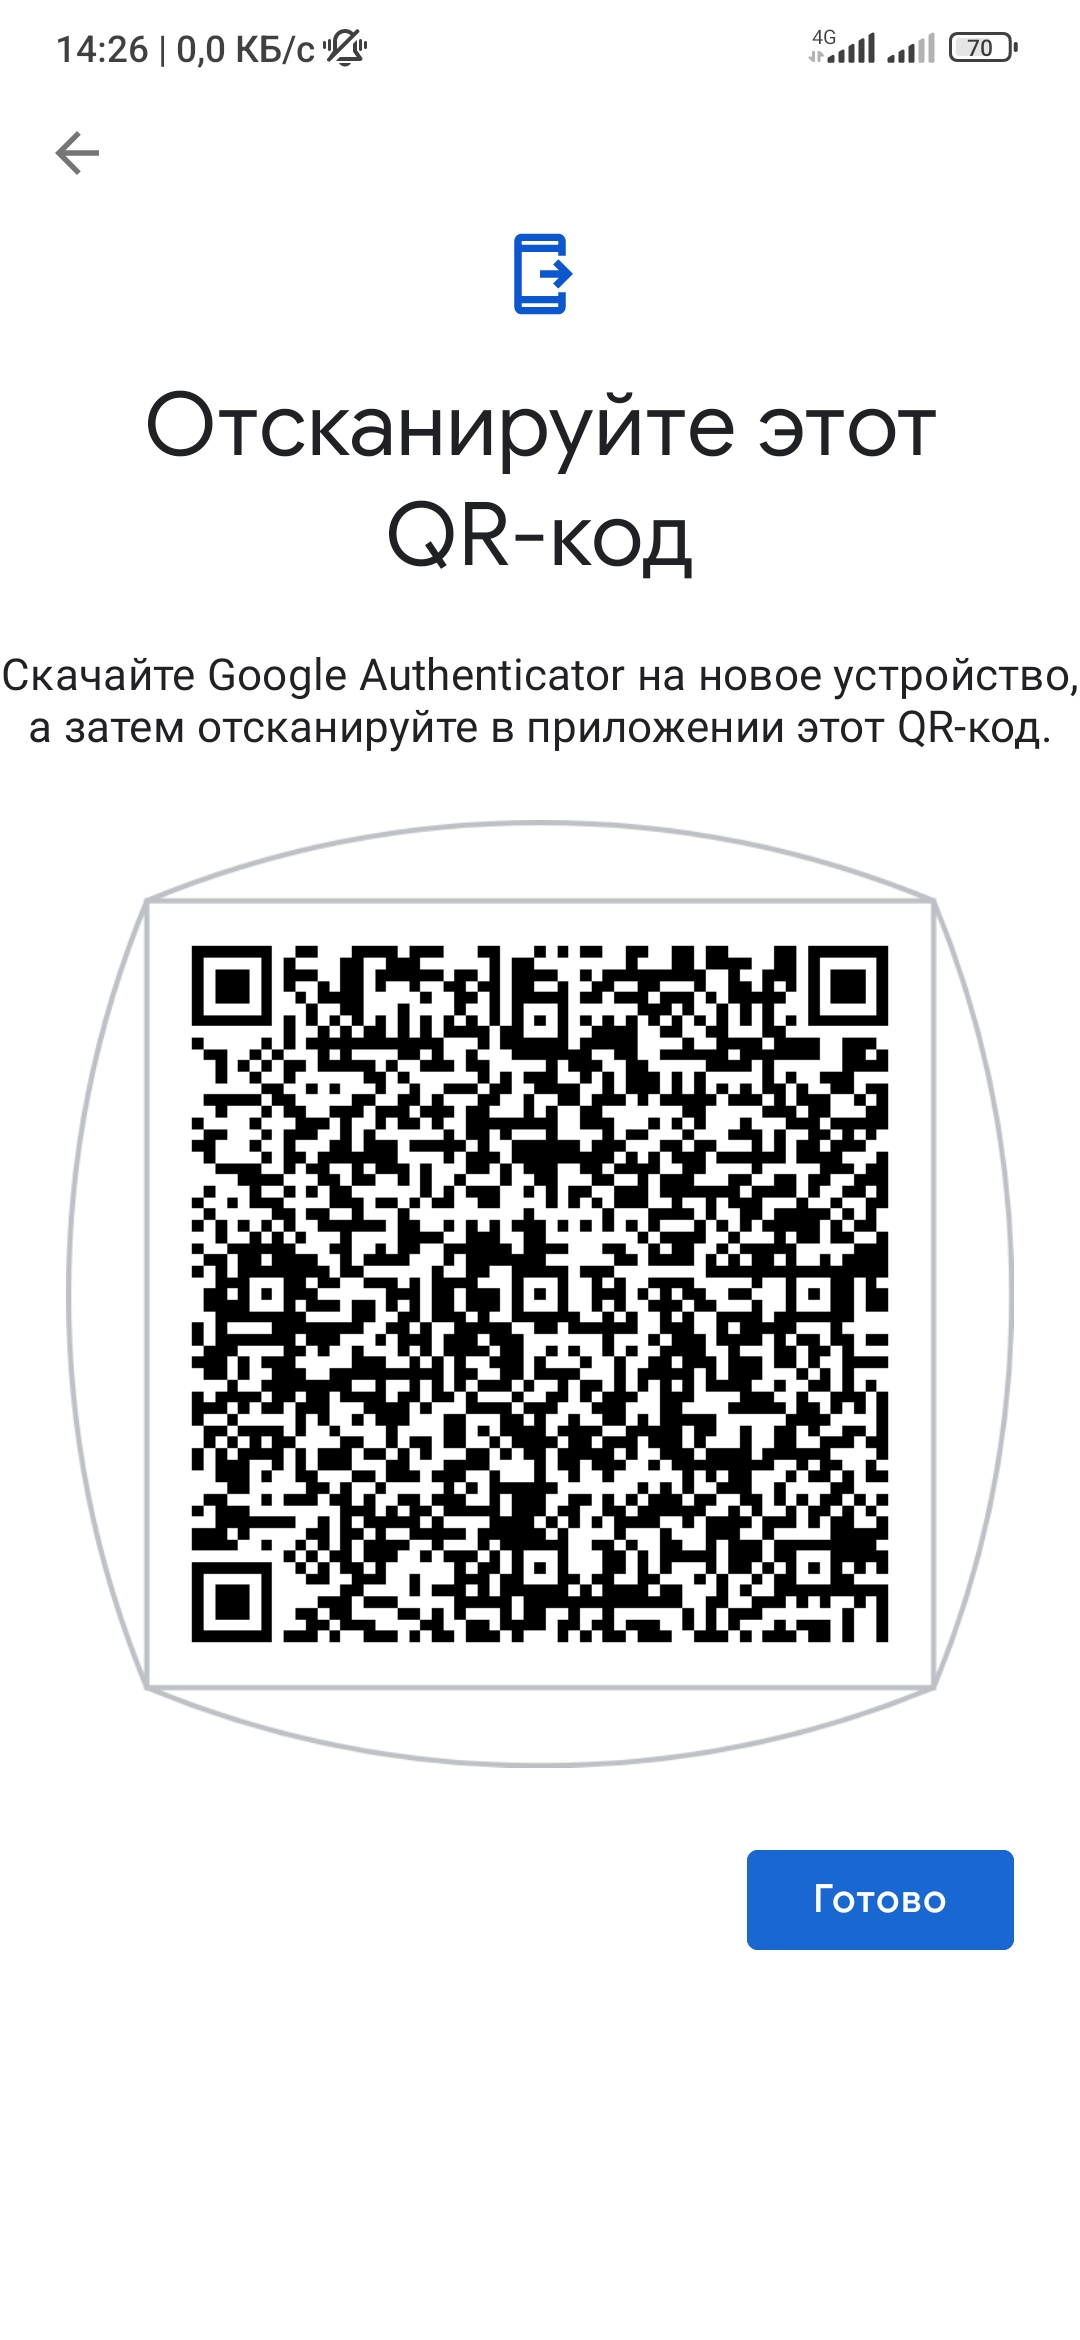 14:26 | 0,0 КБ/с
4G
70
Отсканируйте этот
QR-код
Скачайте Google Authenticator на новое устройство,
а затем отсканируйте в приложении этот QR-код.
Готово